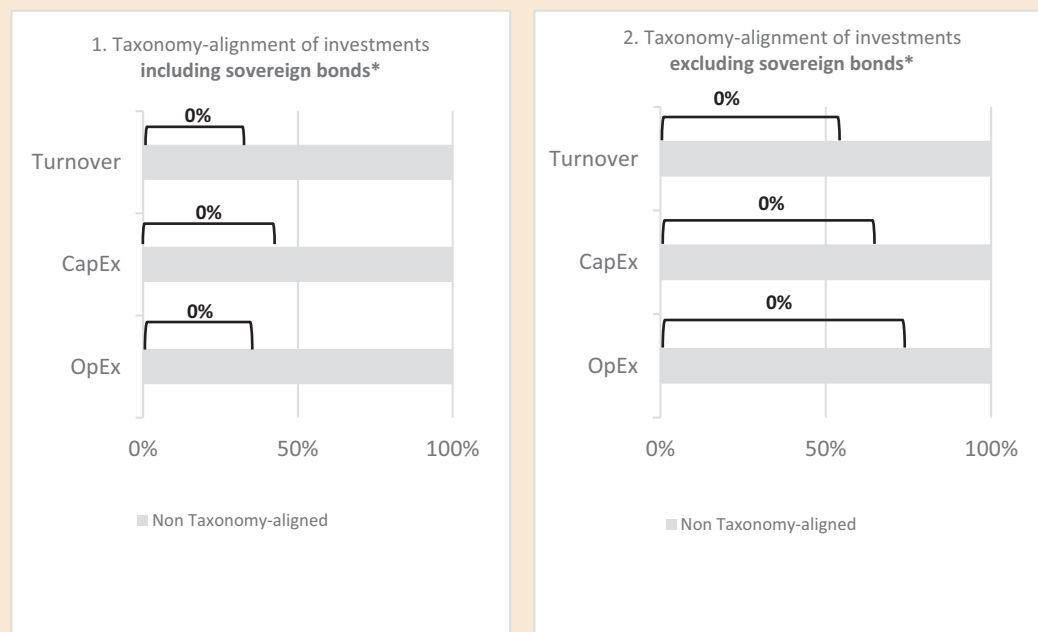 1. Taxonomy-alignment of investments
including sovereign bonds*
0%
Turnover
0%
CapEx
0%
OpEx
0% 50% 100%
Non Taxonomy-aligned
2. Taxonomy-alignment of investments
excluding sovereign bonds*
0%
Turnover
0%
CapEx
0%
OpEx
0% 50% 100%
Non Taxonomy-aligned